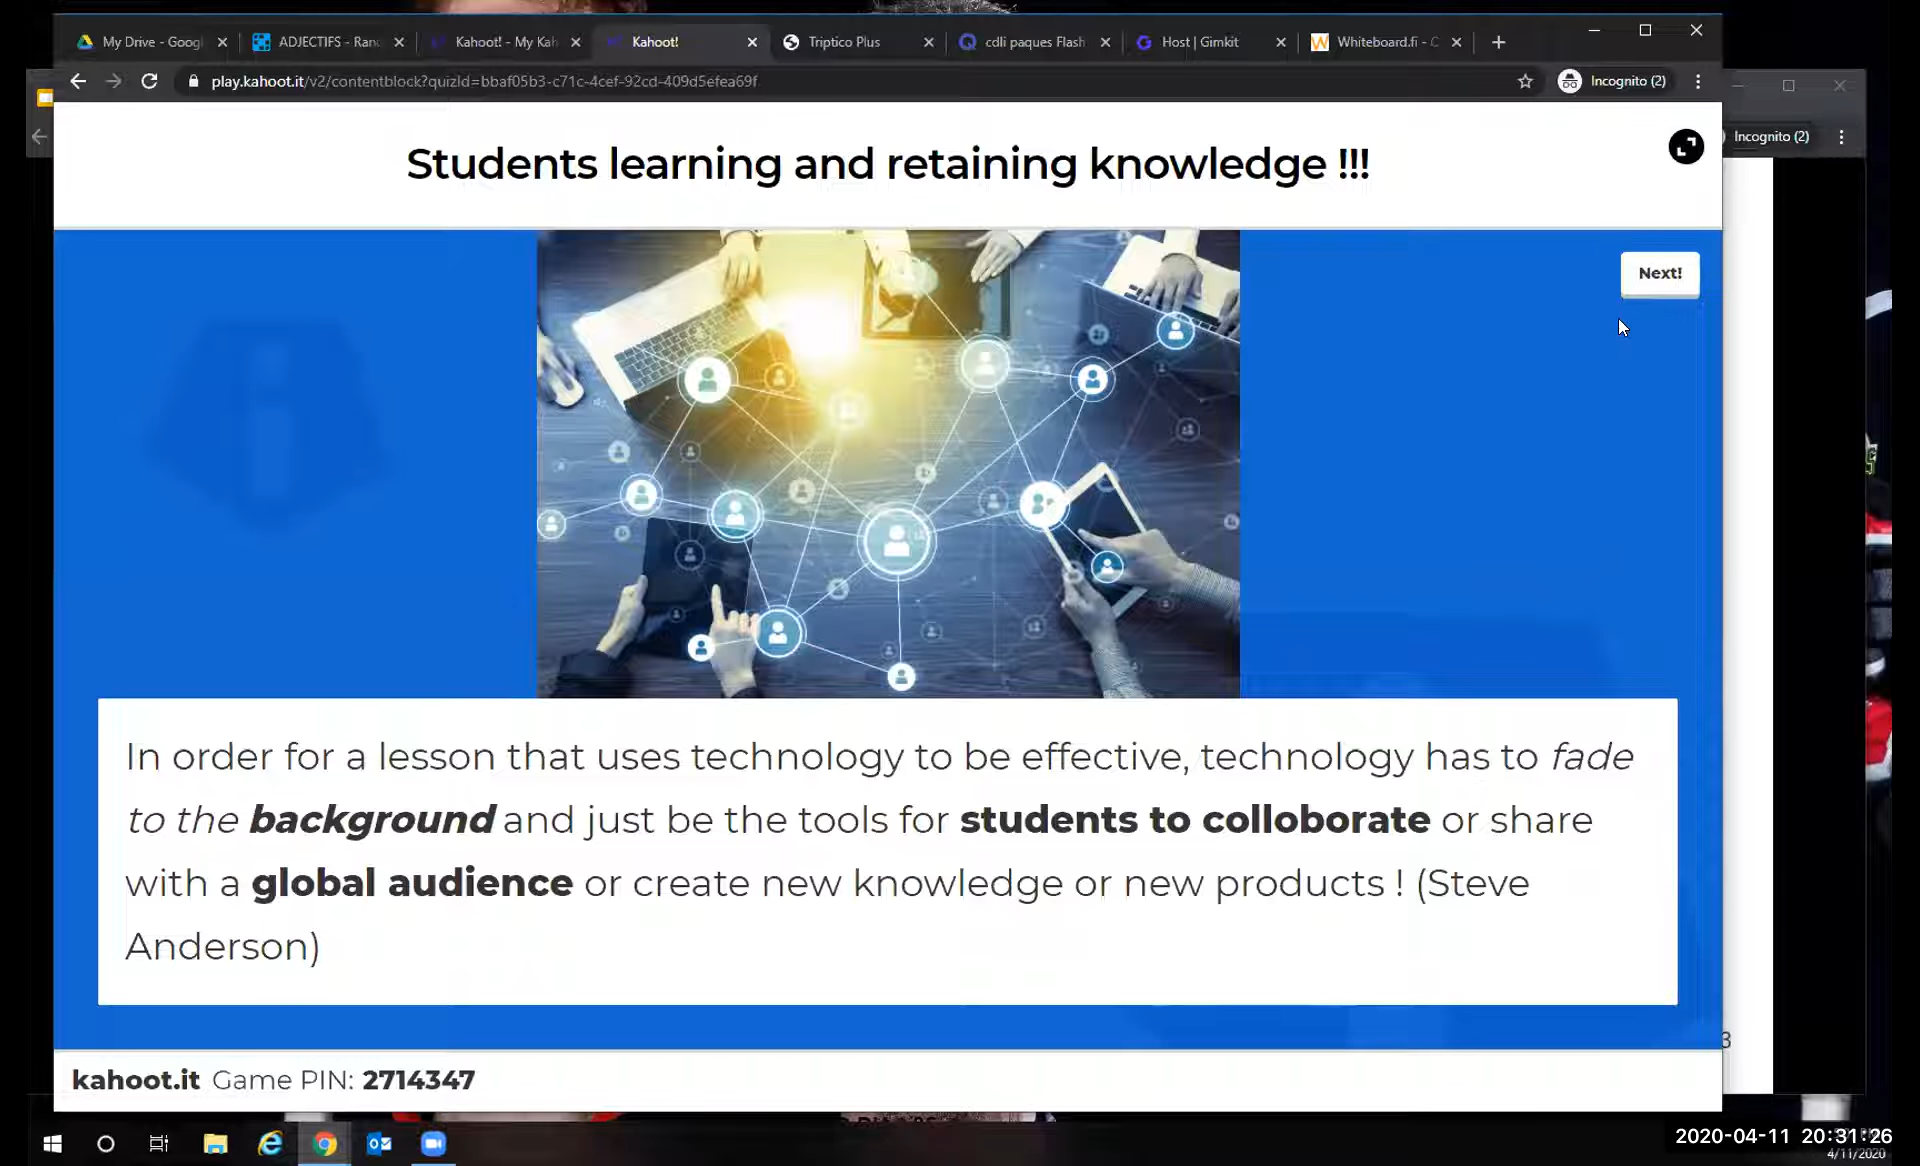 My Drive - Googl
ADJECTIFS - Rand
Kahoot! - My Kah
Kahoot!
Triptico Plus
cdli paques Flash
Host | Gimkit
Whiteboard.fi - C
play.kahoot.it/v2/contentblock?quizId=bbaf05b3-c71c-4cef-92cd-409d5efea69f
Incognito (2)
Incognito (2)
Students learning and retaining knowledge !!!
Next!
In order for a lesson that uses technology to be effective, technology has to fade
to the background and just be the tools for students to colloborate or share
with a global audience or create new knowledge or new products ! (Steve
Anderson)
3
kahoot.it Game PIN: 2714347
2020-04-11 20:31:26
4/11/2020